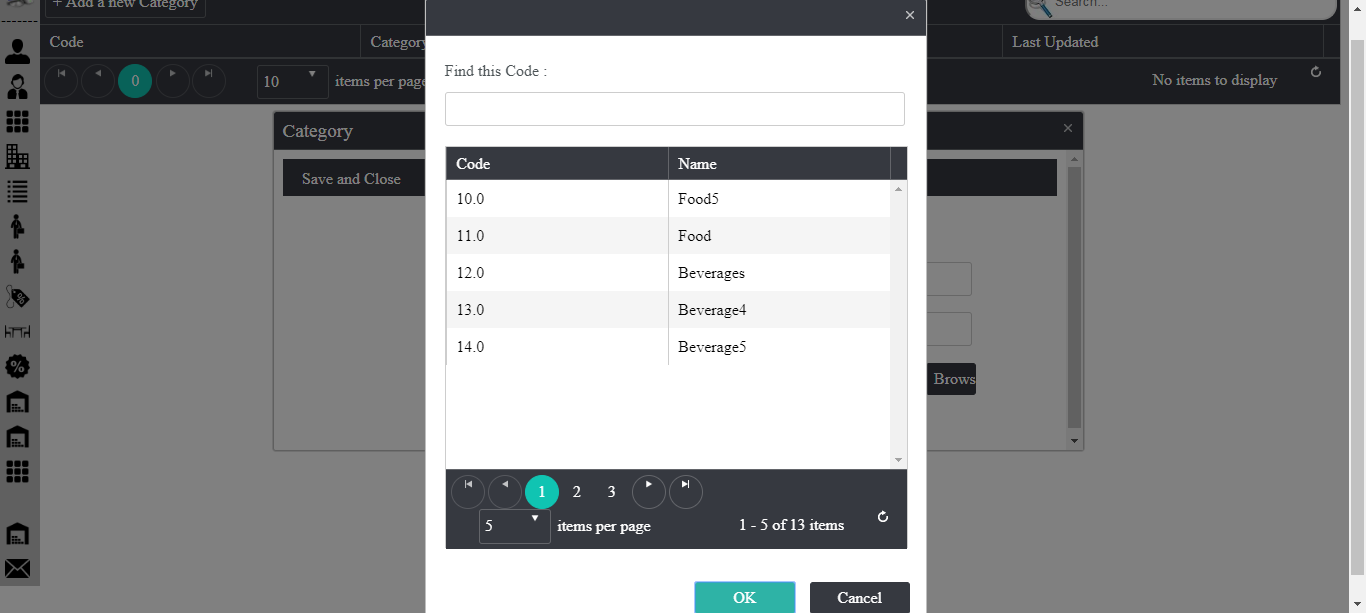 + Add a new Category
Search...
Code
Category
Last Updated
0
10
items per page
No items to display
Category
Save and Close
Brows
Find this Code :
Code Name
10.0 Food5
11.0 Food
12.0 Beverages
13.0 Beverage4
14.0 Beverage5
1 2 3
5 items per page 1 - 5 of 13 items
OK Cancel